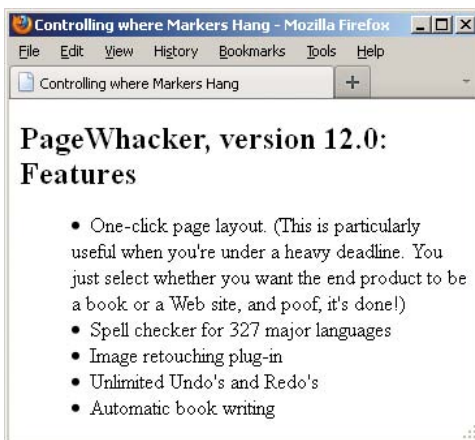 Controlling where Markers Hang - Mozilla Firefox
File Edit View History Bookmarks Tools Help
Controlling where Markers Hang
PageWhacker, version 12.0:
Features
• One-click page layout. (This is particularly
useful when you're under a heavy deadline. You
just select whether you want the end product to be
a book or a Web site, and poof, it's done!)
• Spell checker for 327 major languages
• Image retouching plug-in
• Unlimited Undo's and Redo's
• Automatic book writing